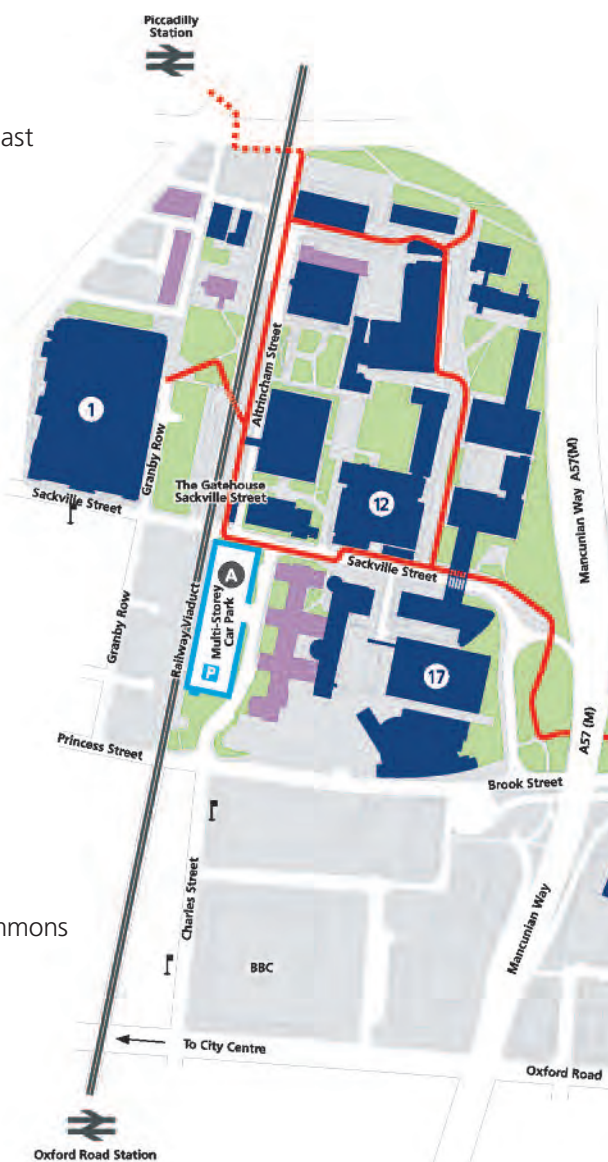 Piccadilly
Station
ast
Altrincham Street
1
Granby Row
The Gatehouse
Sackville Street
12
Sackville Street
Sackville Street
Mancunian Way A57(M)
A
Multi-Storey
Car Park
P
Railway Viaduct
Granby Row
17
A57 (M)
Princess Street
Brook Street
Charles Street
mmons
BBC
Mancunian Way
To City Centre
Oxford Road
Oxford Road Station